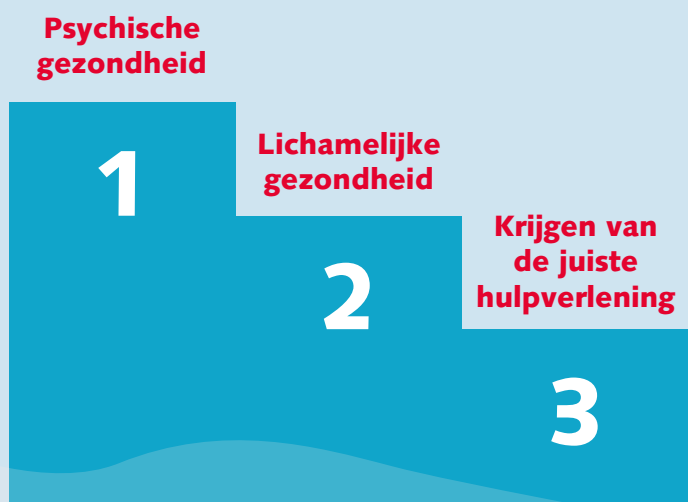 Psychische
gezondheid
1
Lichamelijke
gezondheid
2
Krijgen van
de juiste
hulpverlening
3